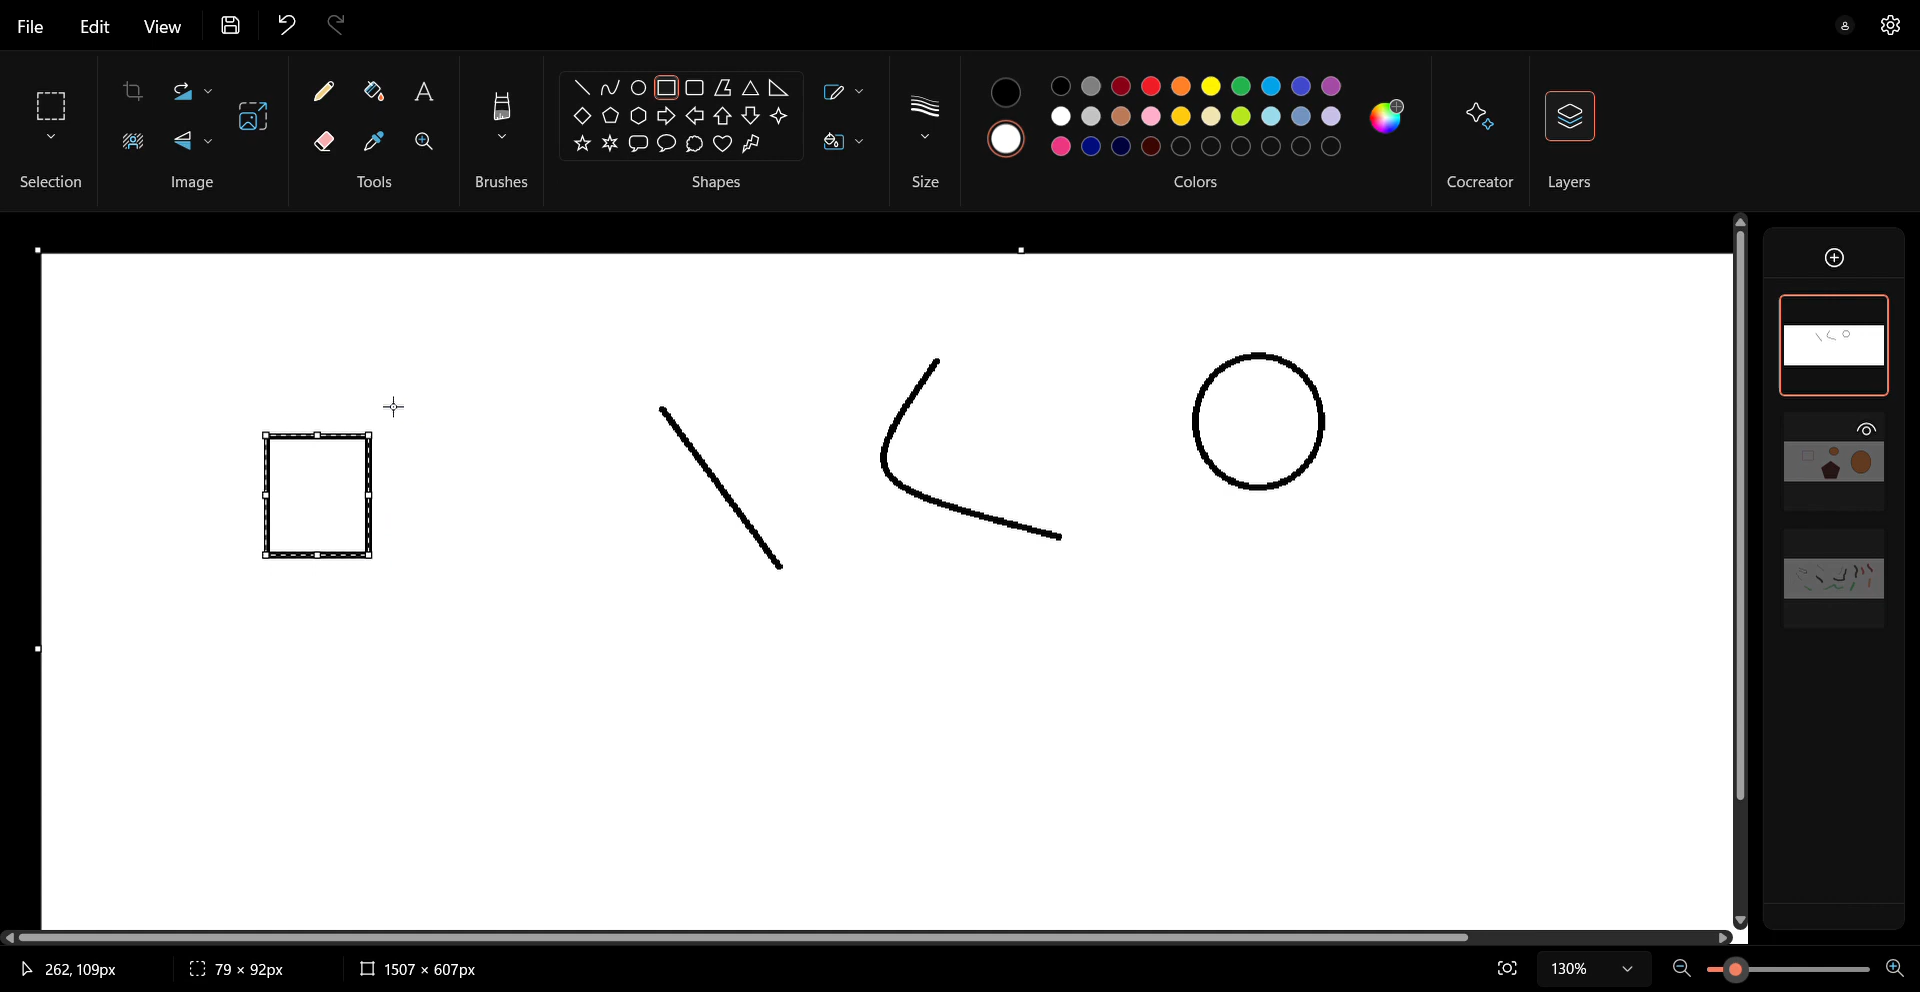 File Edit View
Selection Image Tools Brushes Shapes Size Colors Cocreator Layers
262, 109px 79 × 92px 1507 × 607px 130%